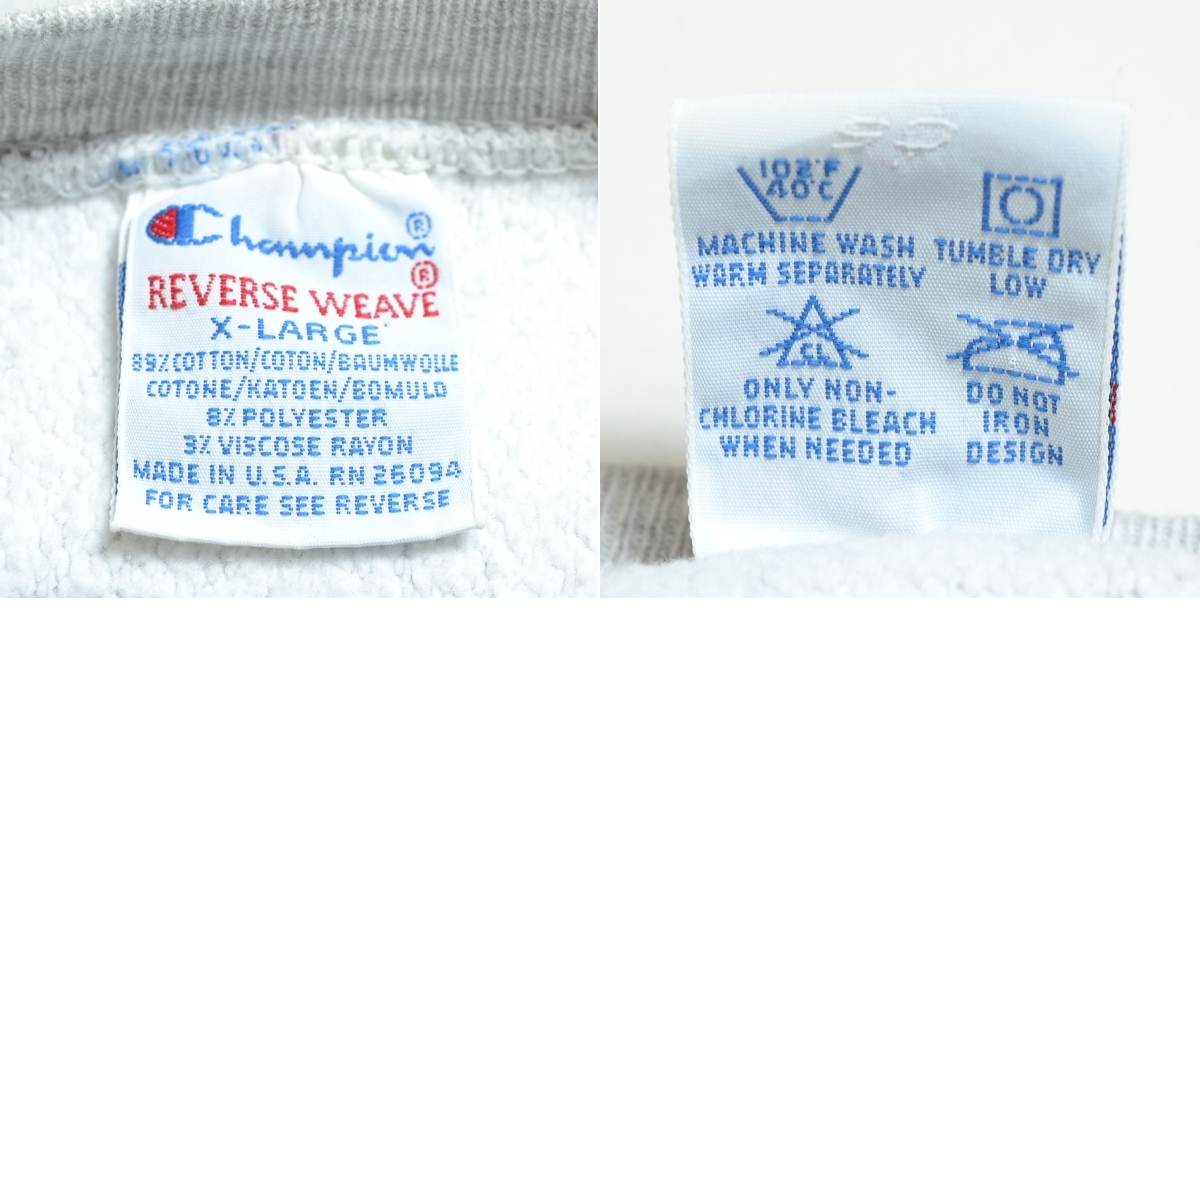 Champion®
REVERSE WEAVE®
X-LARGE
89% COTTON/COTON/BAUMWOLLE
COTONE/KATOEN/BOMULD
8% POLYESTER
3% VISCOSE RAYON
MADE IN U.S.A. RN 26094
FOR CARE SEE REVERSE
102°F
40°C
MACHINE WASH
WARM SEPARATELY
TUMBLE DRY
LOW
CL
ONLY NON-
CHLORINE BLEACH
WHEN NEEDED
DO NOT
IRON
DESIGN